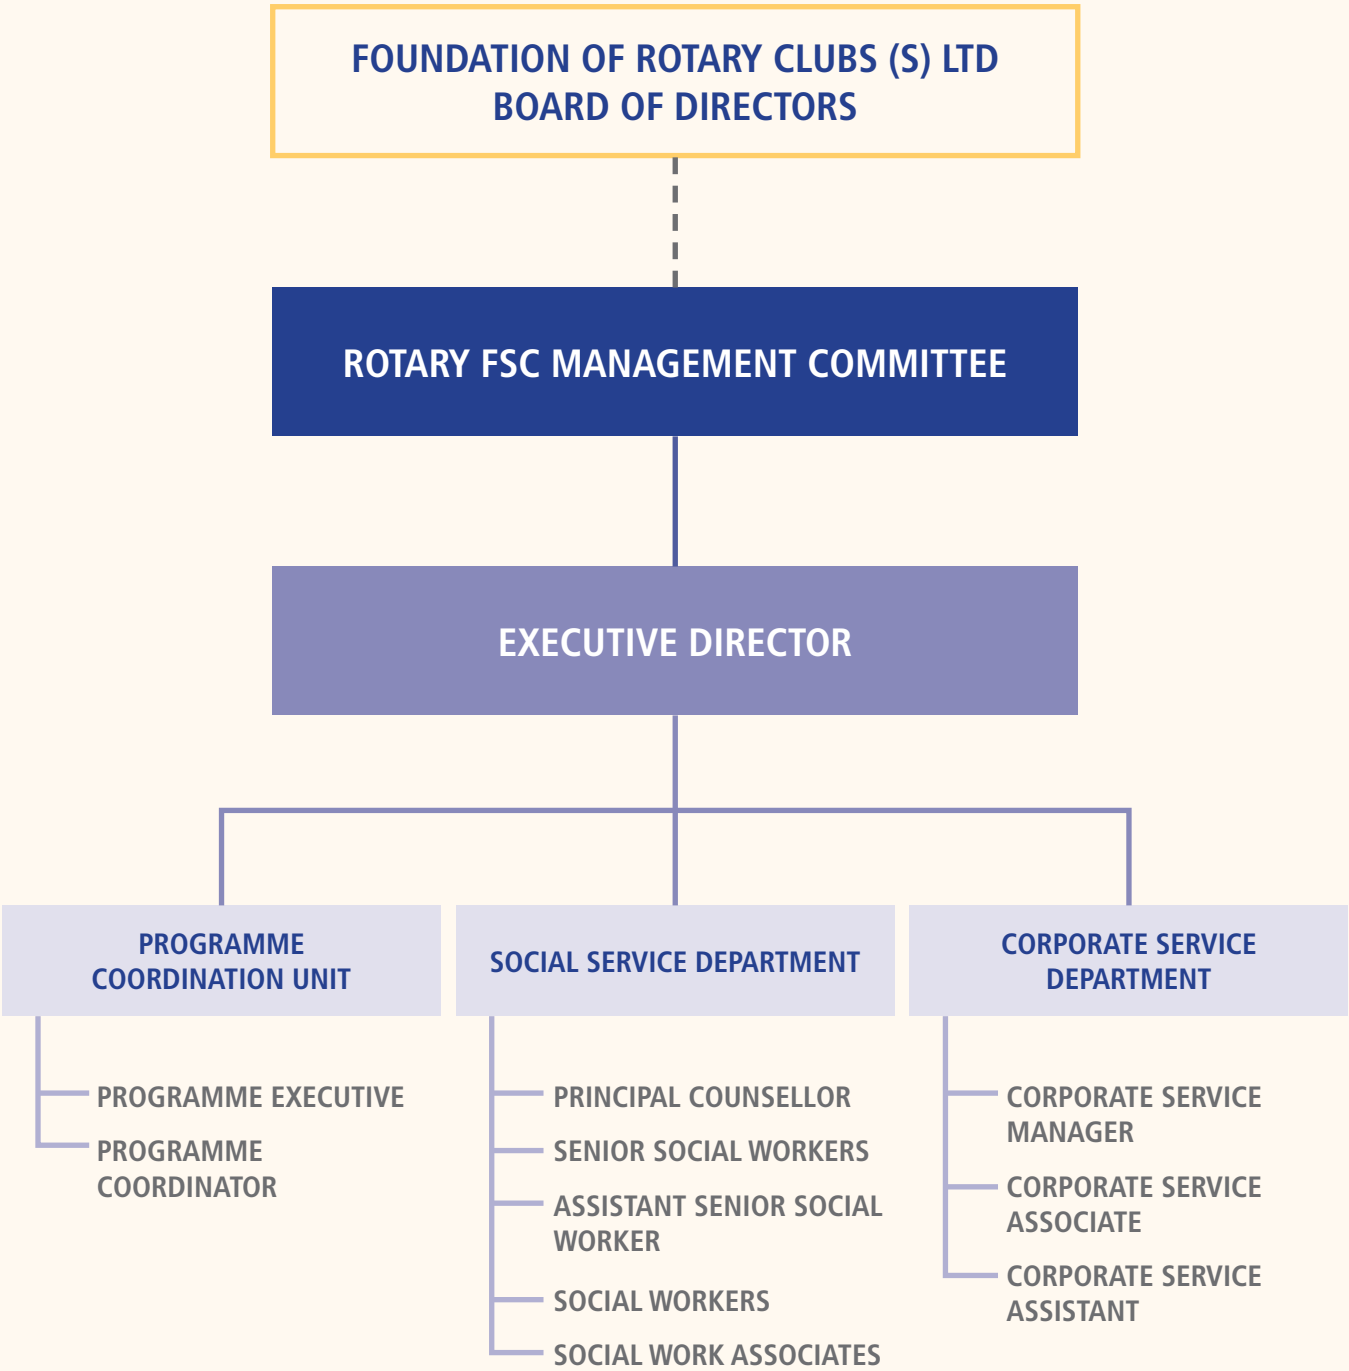 FOUNDATION OF ROTARY CLUBS (S) LTD
BOARD OF DIRECTORS
ROTARY FSC MANAGEMENT COMMITTEE
EXECUTIVE DIRECTOR
PROGRAMME
COORDINATION UNIT
PROGRAMME EXECUTIVE
PROGRAMME
COORDINATOR
SOCIAL SERVICE DEPARTMENT
PRINCIPAL COUNSELLOR
SENIOR SOCIAL WORKERS
ASSISTANT SENIOR SOCIAL
WORKER
SOCIAL WORKERS
SOCIAL WORK ASSOCIATES
CORPORATE SERVICE
DEPARTMENT
CORPORATE SERVICE
MANAGER
CORPORATE SERVICE
ASSOCIATE
CORPORATE SERVICE
ASSISTANT